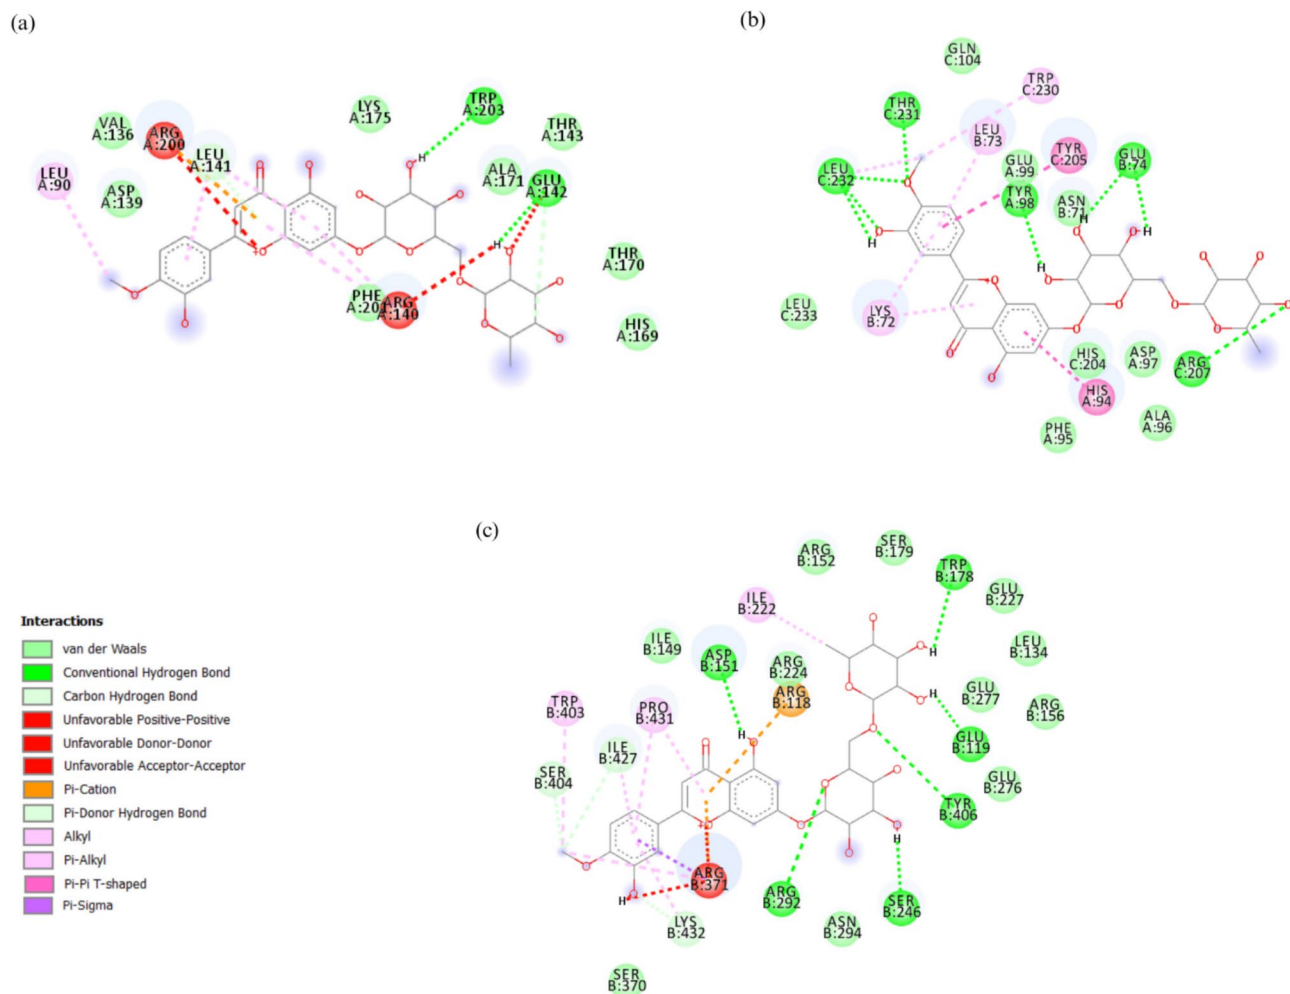 (a)
VAL
A:136
ARG
A:200
LEU
A:141
LYS
A:175
TRP
A:203
THR
A:143
LEU
A:90
ASP
A:139
ALA
A:171
GLU
A:142
O
O
O
H
O
O
H
O
O
O+
O
O
O
O
THR
A:170
PHE
A:201
ARG
A:140
O
O
O
O
HIS
A:169
(b)
GLN
C:104
TRP
C:230
THR
C:231
LEU
B:73
TYR
C:205
GLU
B:74
LEU
C:232
GLU
A:99
TYR
A:98
ASN
B:71
O
O
H
H
O
O
H
H
O
O
O
O
O
O
O
O
O
O
O
O
LEU
C:233
LYS
B:72
HIS
C:204
ASP
A:97
ARG
C:207
HIS
A:94
ALA
A:96
PHE
A:95
(c)
ARG
B:152
SER
B:179
TRP
B:178
GLU
B:227
ILE
B:222
LEU
B:134
ILE
B:149
ASP
B:151
ARG
B:224
GLU
B:277
ARG
B:156
ARG
B:118
TRP
B:403
PRO
B:431
GLU
B:119
ILE
B:427
SER
B:404
GLU
B:276
TYR
B:406
O
O
H
O
O
H
O
O
O
H
O
O
O
O
O+
O
O
O
H
O
O
H
ARG
B:371
ARG
B:292
SER
B:246
LYS
B:432
ASN
B:294
SER
B:370
Interactions
van der Waals
Conventional Hydrogen Bond
Carbon Hydrogen Bond
Unfavorable Positive-Positive
Unfavorable Donor-Donor
Unfavorable Acceptor-Acceptor
Pi-Cation
Pi-Donor Hydrogen Bond
Alkyl
Pi-Alkyl
Pi-Pi T-shaped
Pi-Sigma